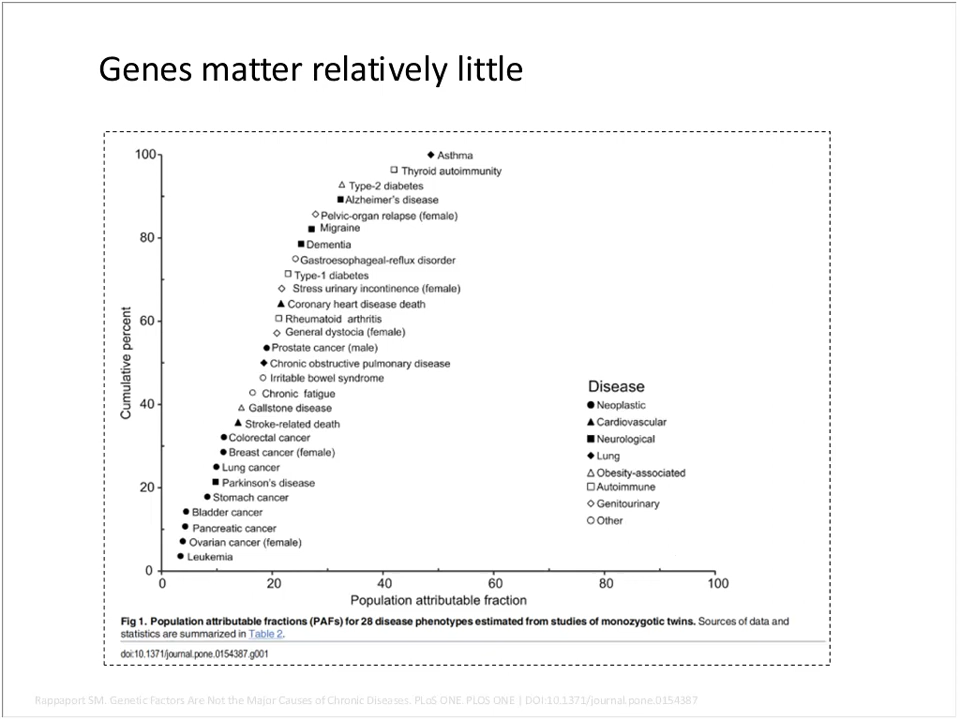 Genes matter relatively little
100
80
60
40
20
0
Cumulative percent
Asthma
Thyroid autoimmunity
Type-2 diabetes
Alzheimer's disease
Pelvic-organ relapse (female)
Migraine
Dementia
Gastroesophageal-reflux disorder
Type-1 diabetes
Stress urinary incontinence (female)
Coronary heart disease death
Rheumatoid arthritis
General dystocia (female)
Prostate cancer (male)
Chronic obstructive pulmonary disease
Irritable bowel syndrome
Chronic fatigue
Gallstone disease
Stroke-related death
Colorectal cancer
Breast cancer (female)
Lung cancer
Parkinson's disease
Stomach cancer
Bladder cancer
Pancreatic cancer
Ovarian cancer (female)
Leukemia
Disease
Neoplastic
Cardiovascular
Neurological
Lung
Obesity-associated
Autoimmune
Genitourinary
Other
0 20 40 60 80 100
Population attributable fraction
Fig 1. Population attributable fractions (PAFs) for 28 disease phenotypes estimated from studies of monozygotic twins. Sources of data and
statistics are summarized in Table 2.
doi:10.1371/journal.pone.0154387.g001
Rappaport SM. Genetic Factors Are Not the Major Causes of Chronic Diseases. PLoS ONE. PLOS ONE | DOI:10.1371/journal.pone.0154387